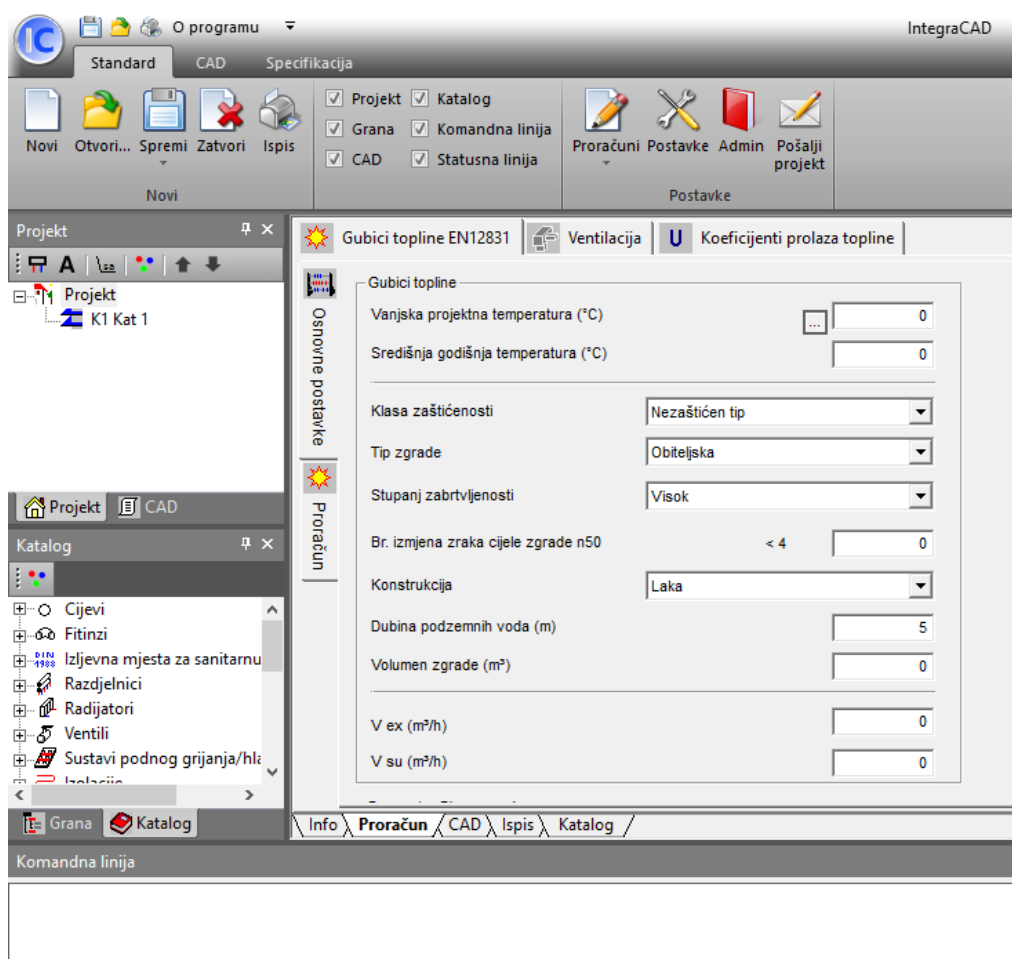 IC O programu IntegraCAD
Standard CAD Specifikacija
Projekt Katalog
Grana Komandna linija
CAD Statusna linija
Novi Otvori... Spremi Zatvori Ispis
Proračuni Postavke Admin Pošalji projekt
Novi Postavke
Projekt
A
Projekt
K1 Kat 1
Projekt CAD
Katalog
Cijevi
Fitinzi
DIN 1988 Izljevna mjesta za sanitarnu
Razdjelnici
Radijatori
Ventili
Sustavi podnog grijanja/hla
Grana Katalog
Gubici topline EN12831 Ventilacija U Koeficijenti prolaza topline
Osnovne postavke
Proračun
Gubici topline
Vanjska projektna temperatura (°C) ... 0
Središnja godišnja temperatura (°C) 0
Klasa zaštićenosti Nezaštićen tip
Tip zgrade Obiteljska
Stupanj zabrtvljenosti Visok
Br. izmjena zraka cijele zgrade n50 < 4 0
Konstrukcija Laka
Dubina podzemnih voda (m) 5
Volumen zgrade (m³) 0
V ex (m³/h) 0
V su (m³/h) 0
Info Proračun CAD Ispis Katalog
Komandna linija